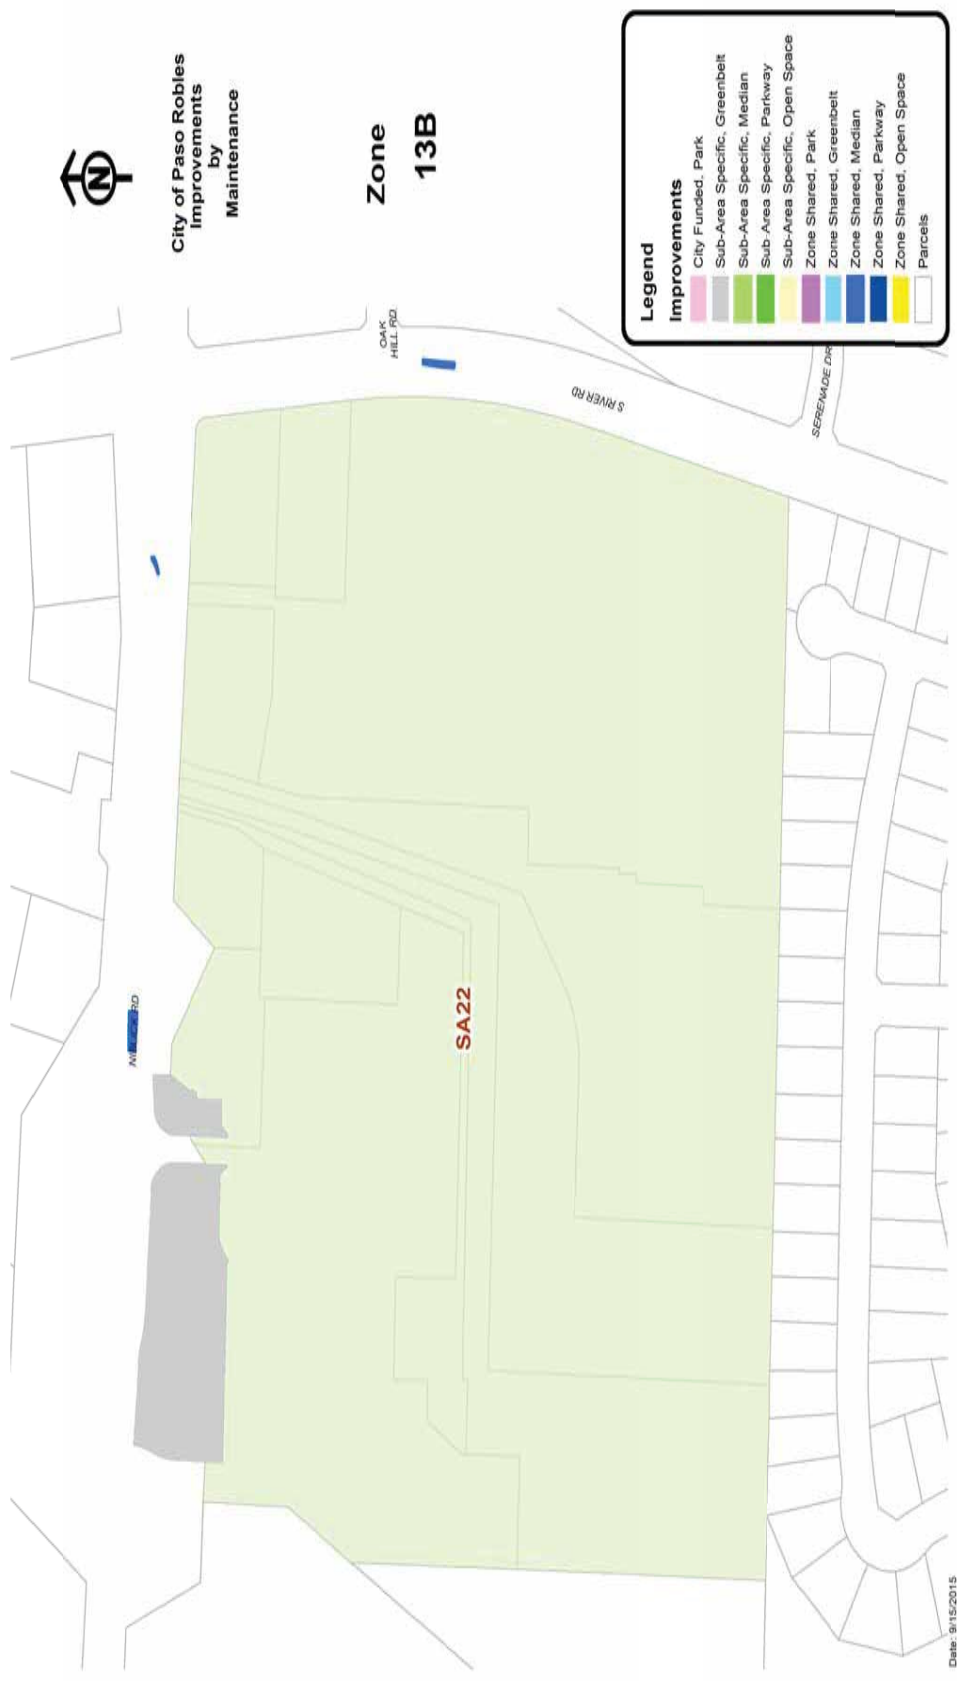 N
City of Paso Robles
Improvements
by
Maintenance
Zone
13B
OAK
HILL RD
S RIVER RD
SERENADE DR
RD
SA22
Legend
Improvements
City Funded, Park
Sub-Area Specific, Greenbelt
Sub-Area Specific, Median
Sub-Area Specific, Parkway
Sub-Area Specific, Open Space
Zone Shared, Park
Zone Shared, Greenbelt
Zone Shared, Median
Zone Shared, Parkway
Zone Shared, Open Space
Parcels
Date: 9/15/2015